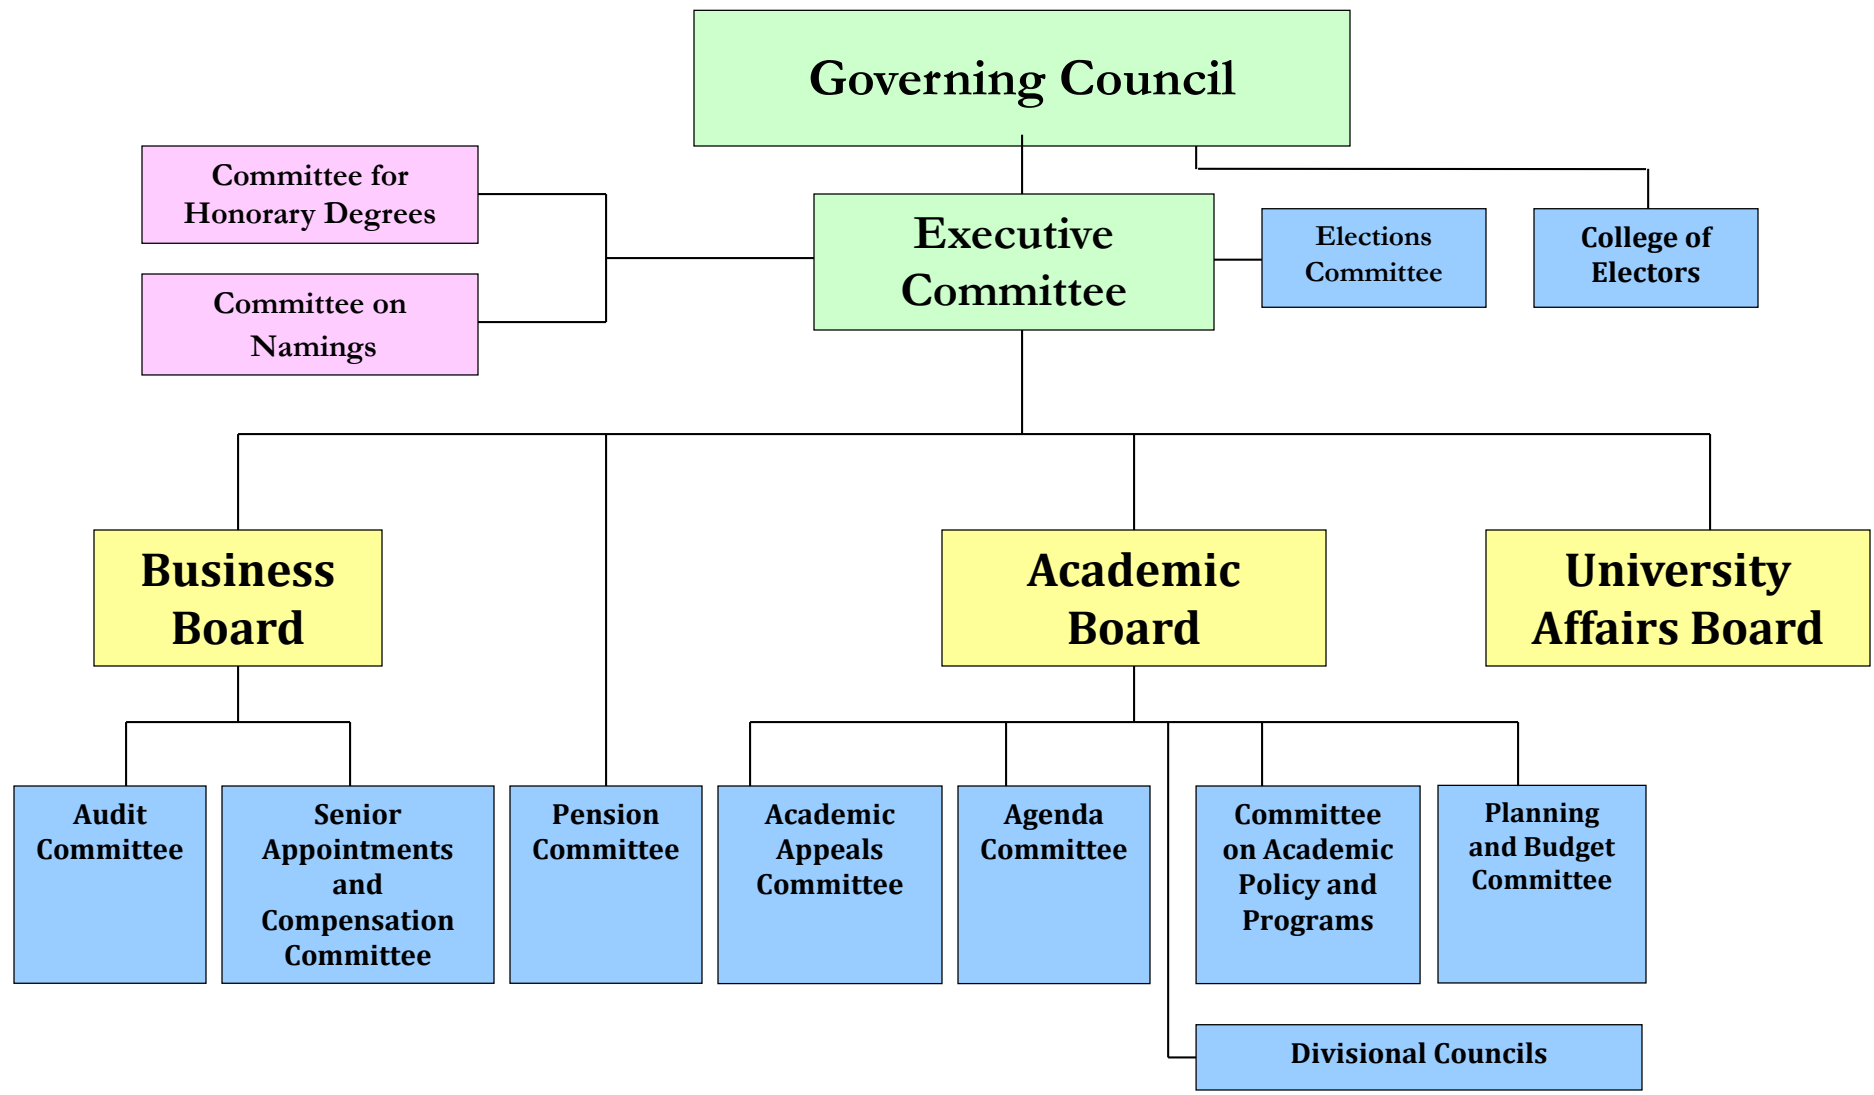 Governing Council
Committee for
Honorary Degrees
Executive
Committee
Elections
Committee
College of
Electors
Committee on
Namings
Business
Board
Academic
Board
University
Affairs Board
Audit
Committee
Senior
Appointments
and
Compensation
Committee
Pension
Committee
Academic
Appeals
Committee
Agenda
Committee
Committee
on Academic
Policy and
Programs
Planning
and Budget
Committee
Divisional Councils